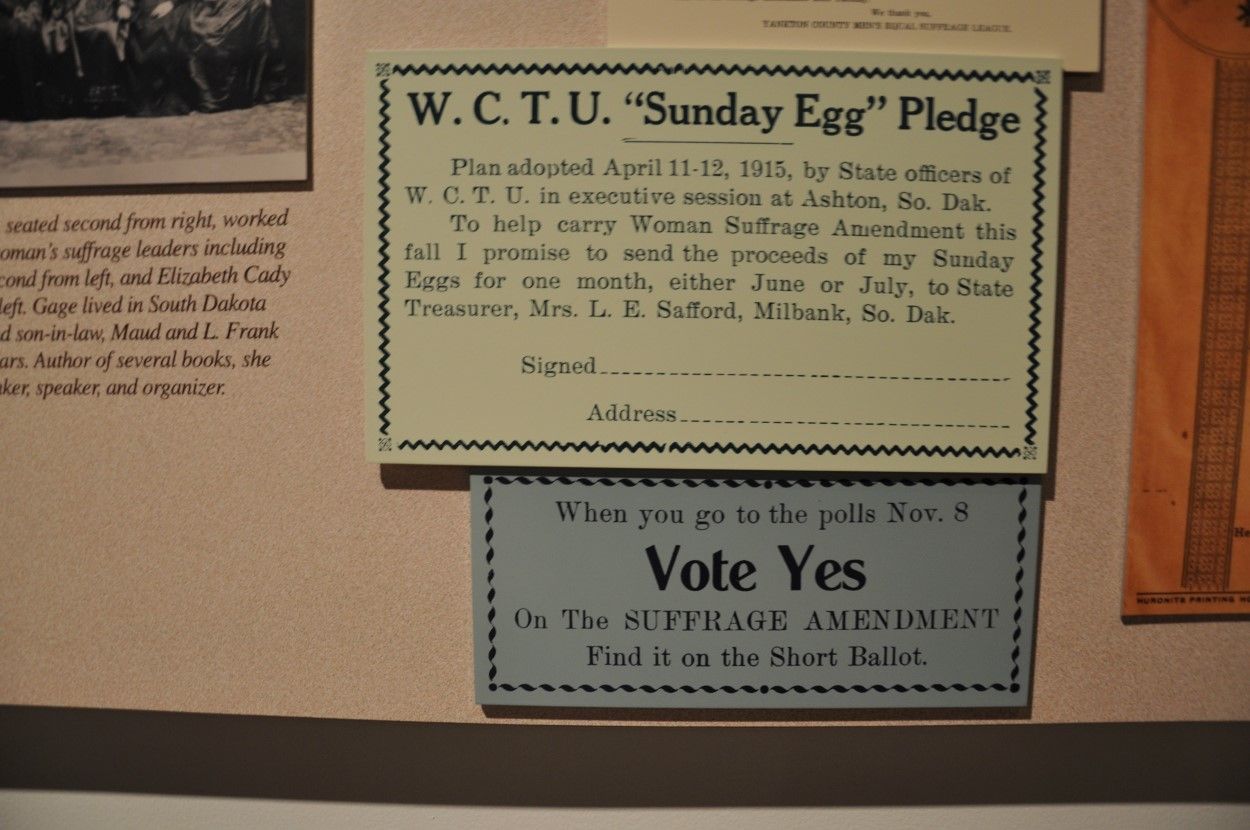 We thank you,
YANKTON COUNTY MEN'S EQUAL SUFFRAGE LEAGUE.
W. C. T. U. “Sunday Egg” Pledge
Plan adopted April 11-12, 1915, by State officers of
W. C. T. U. in executive session at Ashton, So. Dak.
To help carry Woman Suffrage Amendment this
fall I promise to send the proceeds of my Sunday
Eggs for one month, either June or July, to State
Treasurer, Mrs. L. E. Safford, Milbank, So. Dak.
Signed
Address
When you go to the polls Nov. 8
Vote Yes
On The SUFFRAGE AMENDMENT
Find it on the Short Ballot.
seated second from right, worked
oman's suffrage leaders including
cond from left, and Elizabeth Cady
left. Gage lived in South Dakota
d son-in-law, Maud and L. Frank
ars. Author of several books, she
ker, speaker, and organizer.
He
HURONITE PRINTING